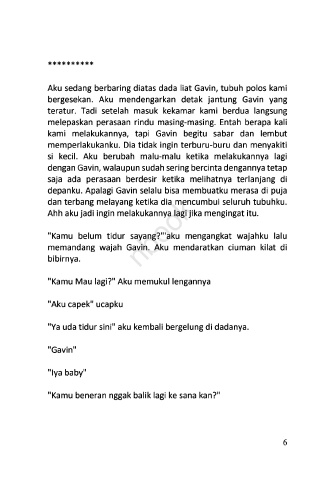 **********
Aku sedang berbaring diatas dada liat Gavin, tubuh polos kami
bergesekan. Aku mendengarkan detak jantung Gavin yang
teratur. Tadi setelah masuk kekamar kami berdua langsung
melepaskan perasaan rindu masing-masing. Entah berapa kali
kami melakukannya, tapi Gavin begitu sabar dan lembut
memperlakukanku. Dia tidak ingin terburu-buru dan menyakiti
si kecil. Aku berubah malu-malu ketika melakukannya lagi
dengan Gavin, walaupun sudah sering bercinta dengannya tetap
saja ada perasaan berdesir ketika melihatnya terlanjang di
depanku. Apalagi Gavin selalu bisa membuatku merasa di puja
dan terbang melayang ketika dia mencumbui seluruh tubuhku.
Ahh aku jadi ingin melakukannya lagi jika mengingat itu.
"Kamu belum tidur sayang?"'aku mengangkat wajahku lalu
memandang wajah Gavin. Aku mendaratkan ciuman kilat di
bibirnya.
"Kamu Mau lagi?" Aku memukul lengannya
"Aku capek" ucapku
"Ya uda tidur sini" aku kembali bergelung di dadanya.
"Gavin"
"Iya baby"
"Kamu beneran nggak balik lagi ke sana kan?"
6